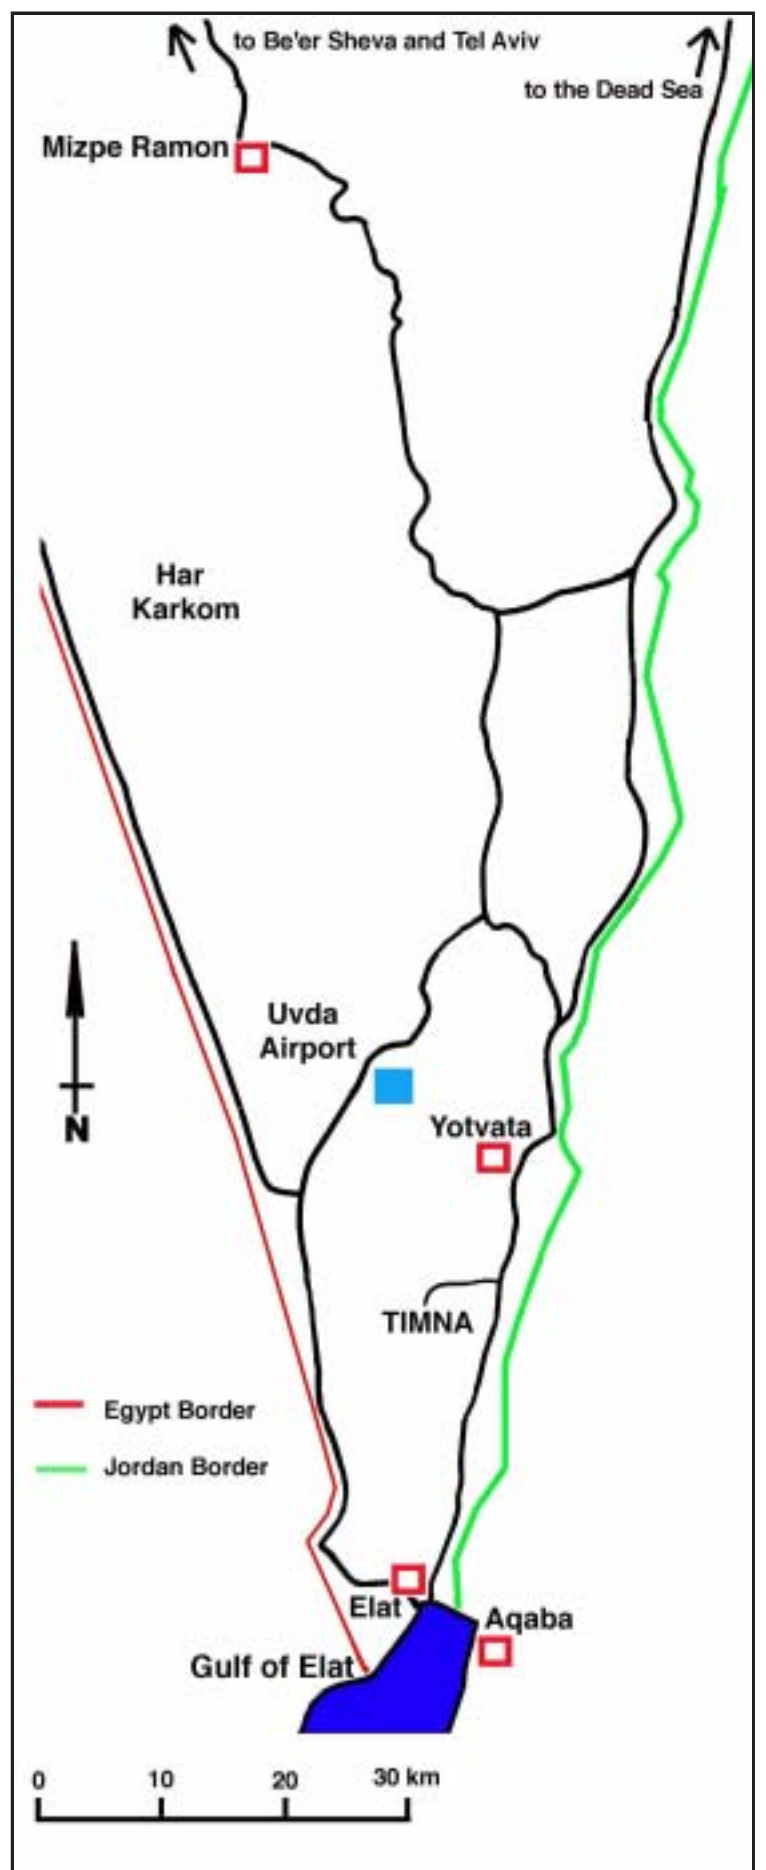 to Be'er Sheva and Tel Aviv
to the Dead Sea
Mizpe Ramon
Har
Karkom
Uvda
Airport
N
Yotvata
TIMNA
Egypt Border
Jordan Border
Elat
Aqaba
Gulf of Elat
0 10 20 30 km